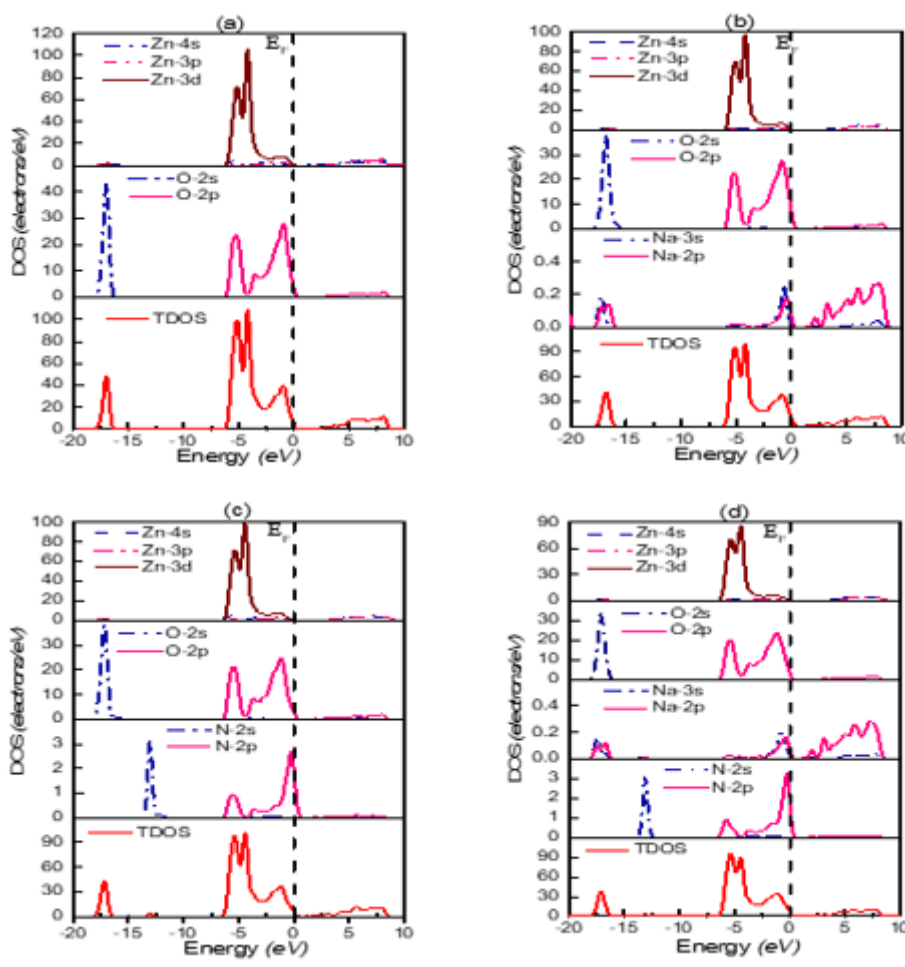 (a)
E_F
Zn-4s
Zn-3p
Zn-3d
120
100
80
60
40
20
0
O-2s
O-2p
40
30
20
10
0
TDOS
100
80
60
40
20
0
DOS (electrons/eV)
-20 -15 -10 -5 0 5 10
Energy (eV)
(b)
E_F
Zn-4s
Zn-3p
Zn-3d
90
60
30
0
O-2s
O-2p
30
20
10
0
Na-3s
Na-2p
0.4
0.2
0.0
TDOS
90
60
30
0
DOS (electrons/eV)
-20 -15 -10 -5 0 5 10
Energy (eV)
(c)
E_F
Zn-4s
Zn-3p
Zn-3d
100
80
60
40
20
0
O-2s
O-2p
30
20
10
0
N-2s
N-2p
3
2
1
0
TDOS
90
60
30
0
DOS (electrons/eV)
-20 -15 -10 -5 0 5 10
Energy (eV)
(d)
E_F
Zn-4s
Zn-3p
Zn-3d
90
60
30
0
O-2s
O-2p
30
20
10
0
Na-3s
Na-2p
0.4
0.2
0.0
N-2s
N-2p
3
2
1
0
TDOS
90
60
30
0
DOS (electrons/eV)
-20 -15 -10 -5 0 5 10
Energy (eV)